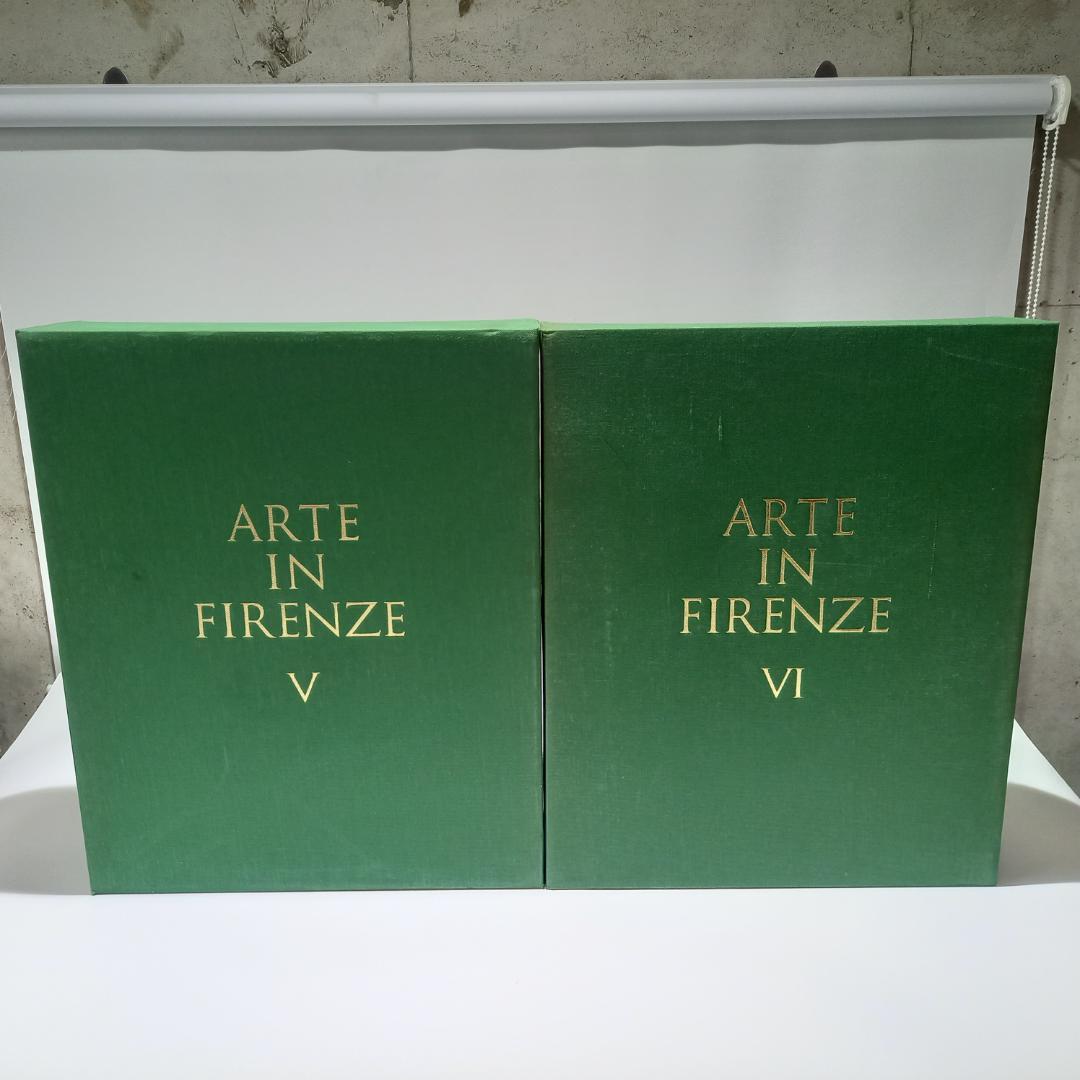 ARTE
IN
FIRENZE
V
ARTE
IN
FIRENZE
VI